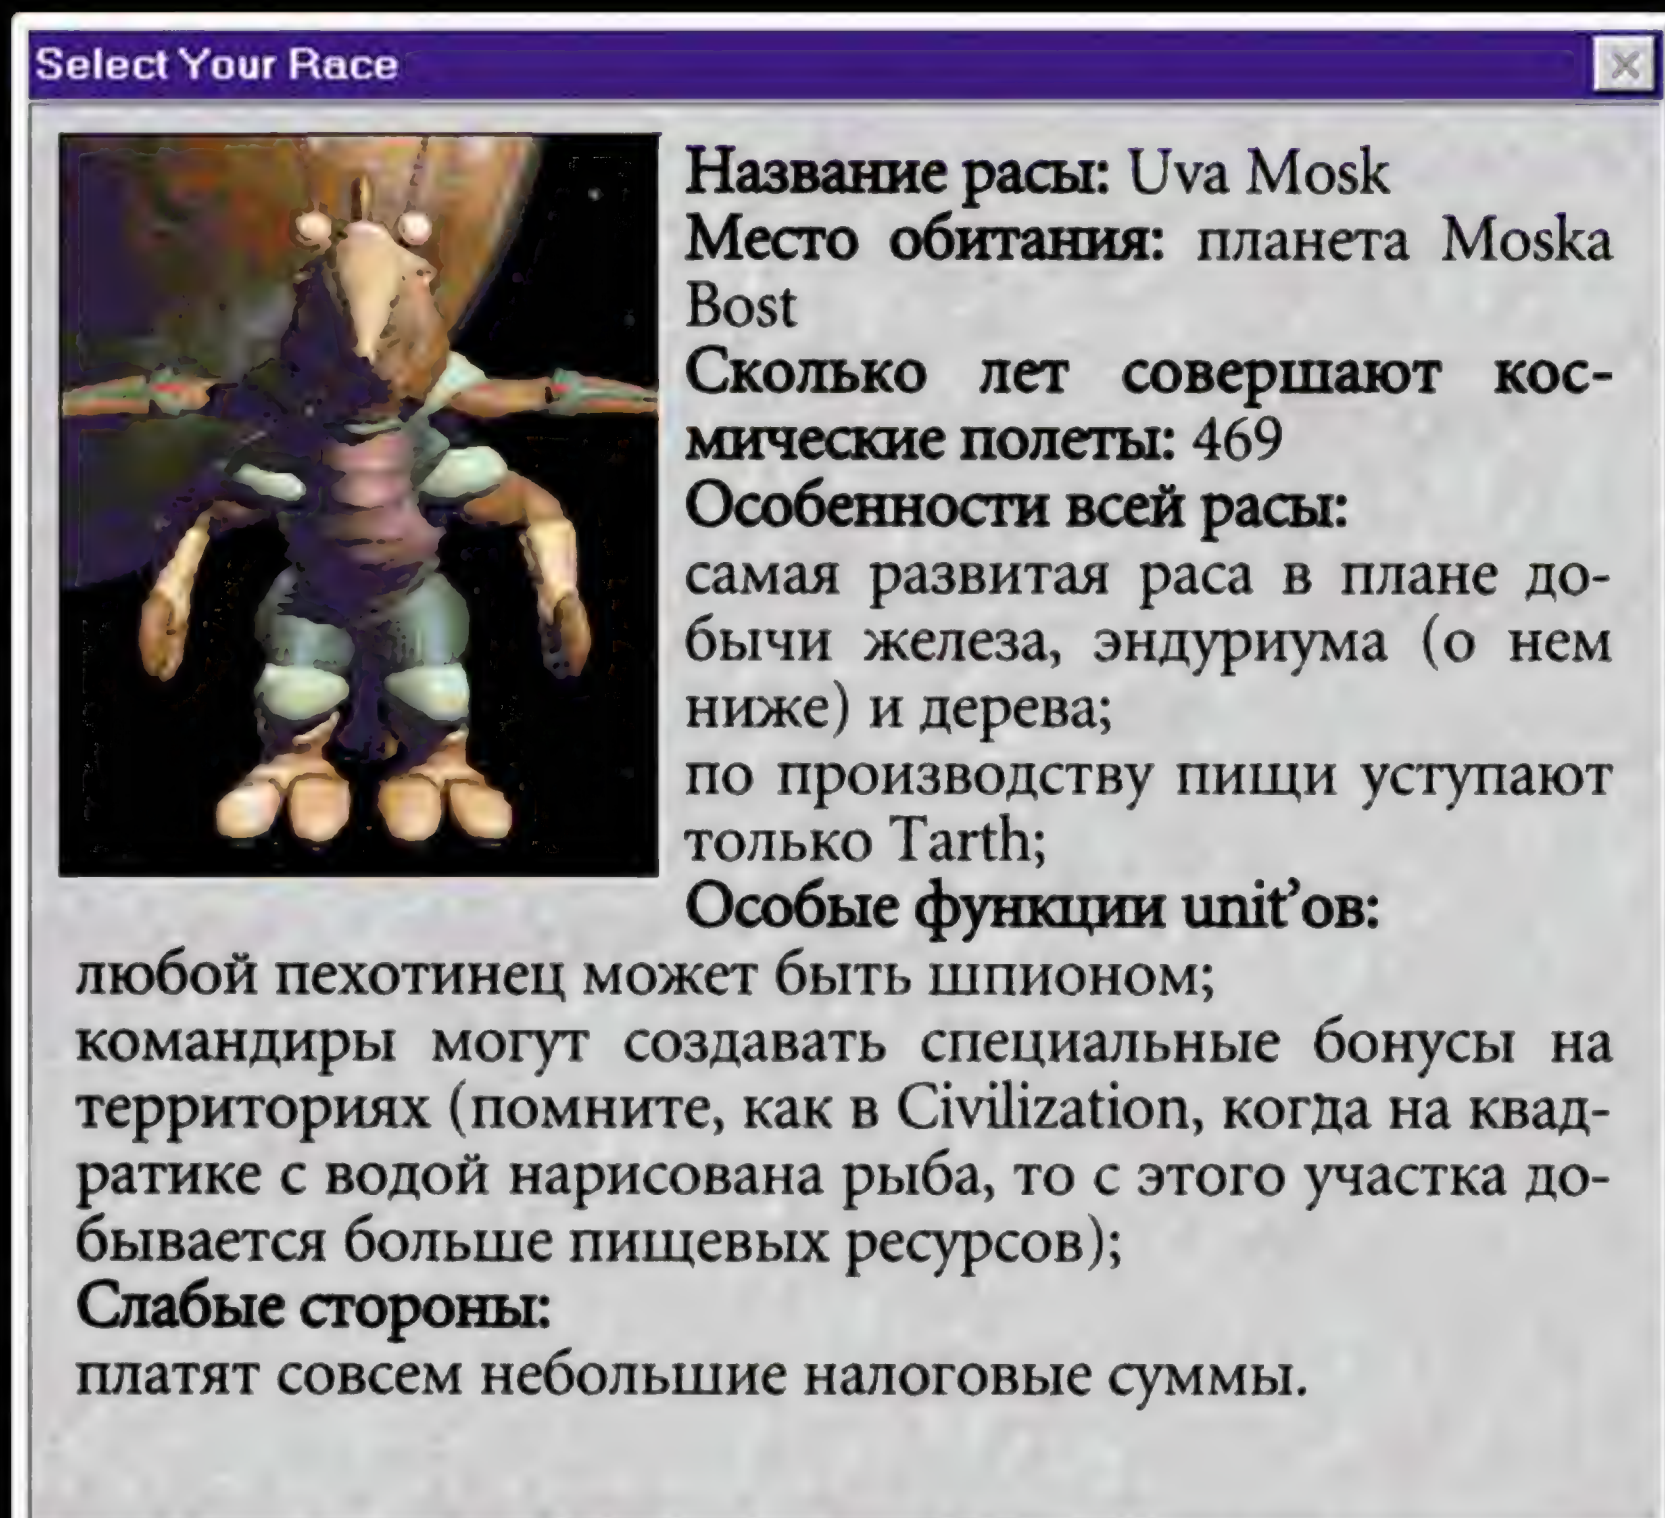 Select Your Race
Название расы: Uva Mosk
Место обитания: планета Moska
Bost
Сколько лет совершают кос-
мические полеты: 469
Особенности всей расы:
самая развитая раса в плане до-
бычи железа, эндуриума (о нем
ниже) и дерева;
по производству пищи уступают
только Tarth;
Особые функции unit’ов:
любой пехотинец может быть шпионом;
командиры могут создавать специальные бонусы на
территориях (помните, как в Civilization, когда на квад-
ратике с водой нарисована рыба, то с этого участка до-
бывается больше пищевых ресурсов);
Слабые стороны:
платят совсем небольшие налоговые суммы.